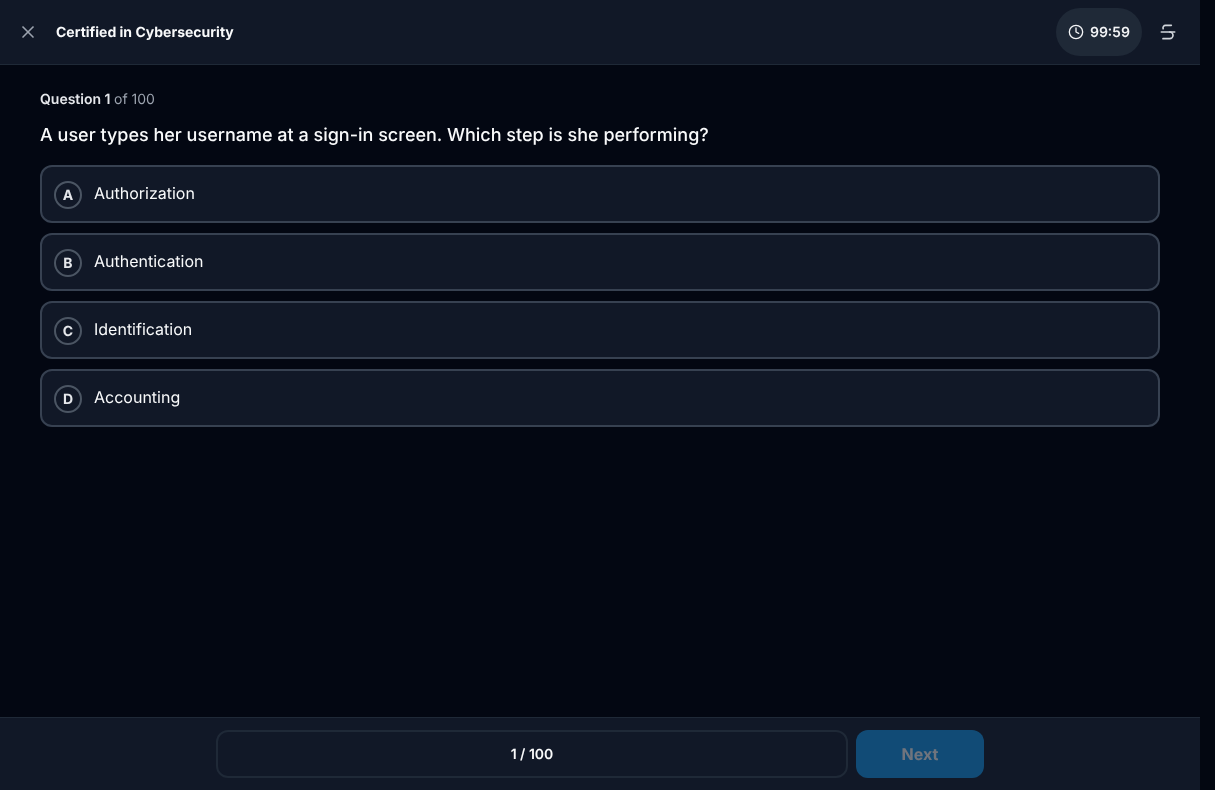 Certified in Cybersecurity
99:59
Question 1 of 100
A user types her username at a sign-in screen. Which step is she performing?
A Authorization
B Authentication
C Identification
D Accounting
1 / 100
Next